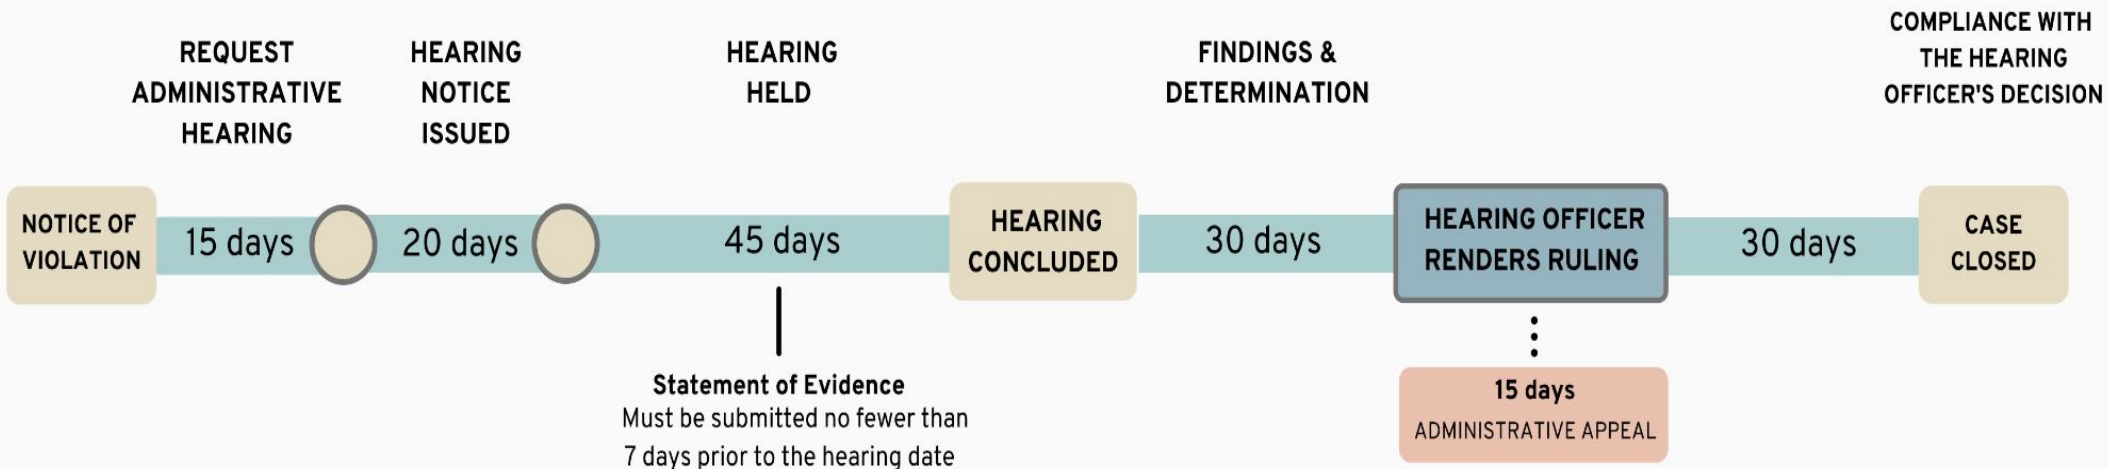 REQUEST
ADMINISTRATIVE
HEARING
HEARING
NOTICE
ISSUED
HEARING
HELD
FINDINGS &
DETERMINATION
COMPLIANCE WITH
THE HEARING
OFFICER'S DECISION
NOTICE OF
VIOLATION
15 days
20 days
45 days
HEARING
CONCLUDED
30 days
HEARING OFFICER
RENDERS RULING
30 days
CASE
CLOSED
Statement of Evidence
Must be submitted no fewer than
7 days prior to the hearing date
15 days
ADMINISTRATIVE APPEAL